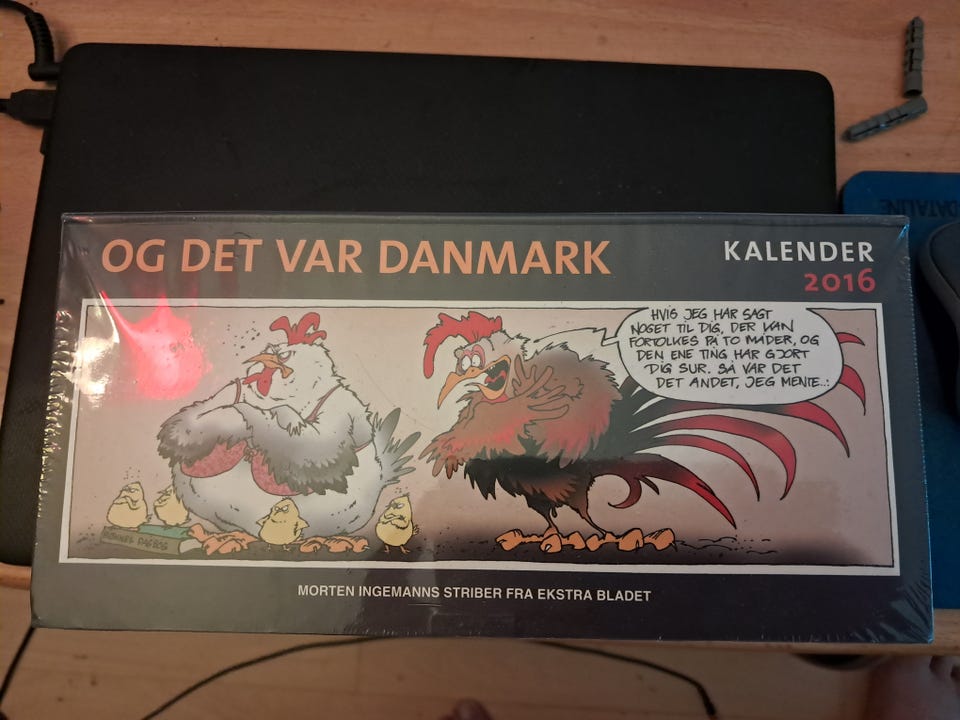 OG DET VAR DANMARK
KALENDER
2016
HVIS JEG HAR SAGT
NOGET TIL DIG, DER KAN
FORTOLKES PÅ TO MÅDER, OG
DEN ENE TING HAR GJORT
DIG SUR. SÅ VAR DET
DET ANDET, JEG MENTE...
DAGBOG
MORTEN INGEMANNS STRIBER FRA EKSTRA BLADET
DATALINE